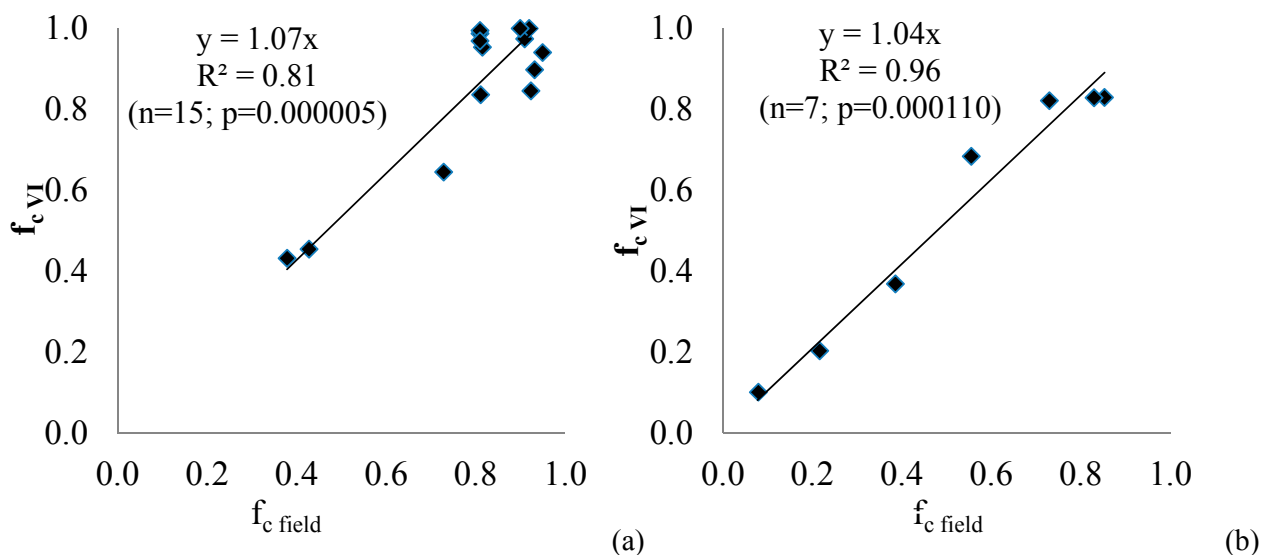 y = 1.07x
R² = 0.81
(n=15; p=0.000005)
1.0
0.8
0.6
0.4
0.2
0.0
f_c VI
0.0 0.2 0.4 0.6 0.8 1.0
f_c field
(a)
y = 1.04x
R² = 0.96
(n=7; p=0.000110)
1.0
0.8
0.6
0.4
0.2
0.0
f_c VI
0.0 0.2 0.4 0.6 0.8 1.0
f_c field
(b)